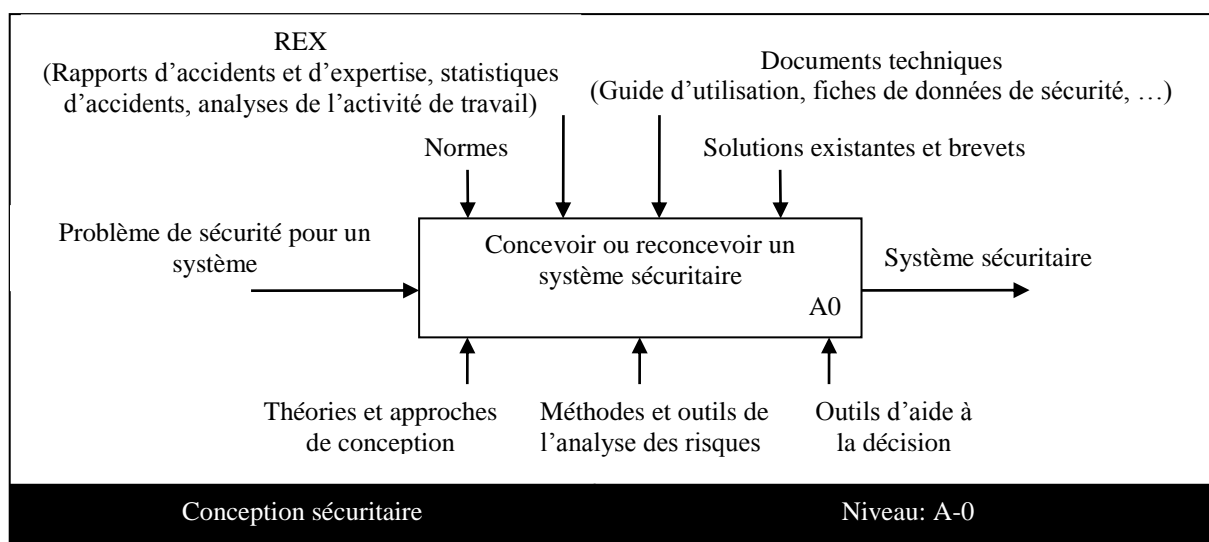 REX
(Rapports d’accidents et d’expertise, statistiques
d’accidents, analyses de l’activité de travail)
Documents techniques
(Guide d’utilisation, fiches de données de sécurité, …)
Normes
Solutions existantes et brevets
Problème de sécurité pour un
système
Concevoir ou reconcevoir un
système sécuritaire
A0
Système sécuritaire
Théories et approches
de conception
Méthodes et outils de
l’analyse des risques
Outils d’aide à
la décision
Conception sécuritaire
Niveau: A-0